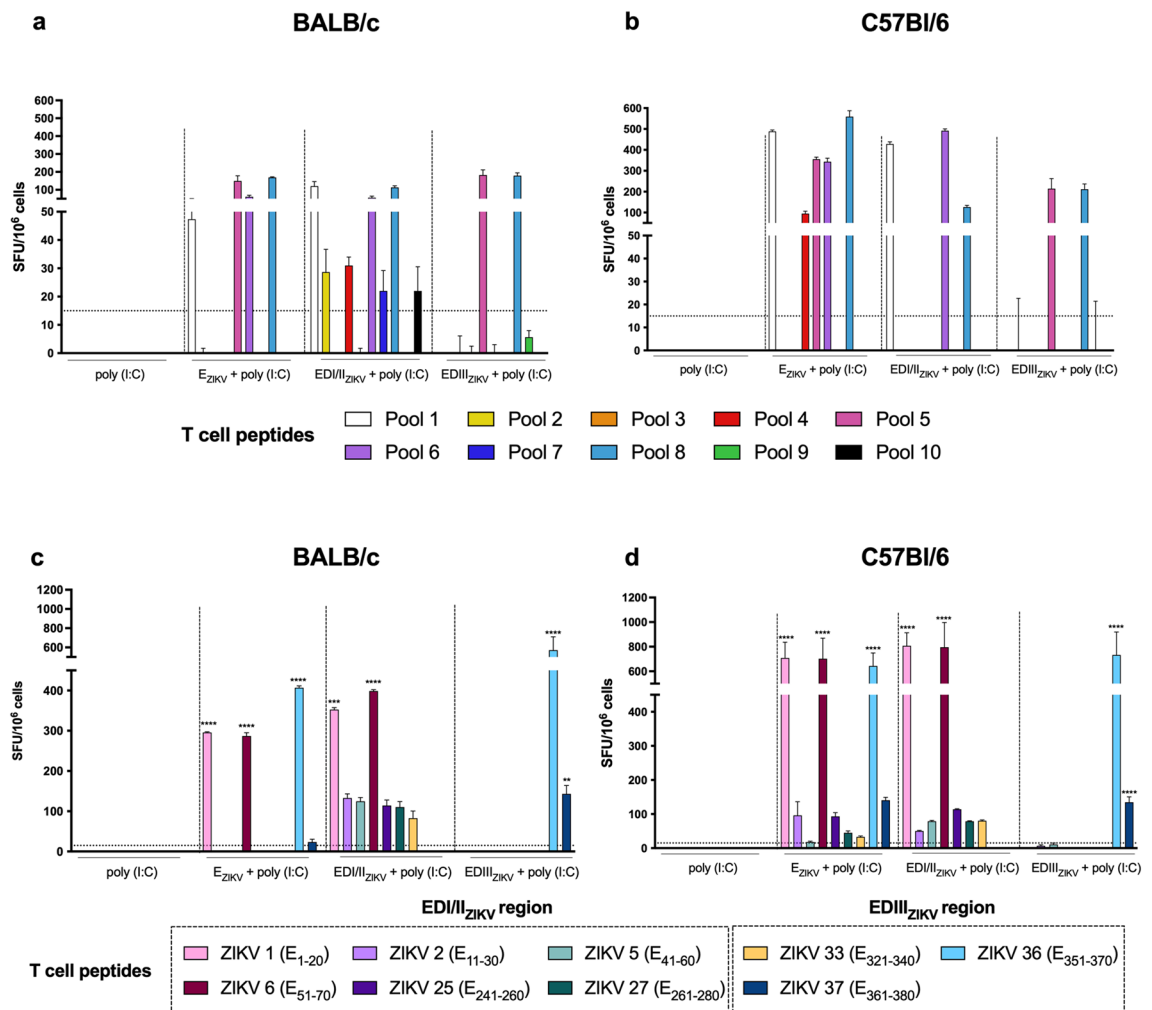 a
BALB/c
b
C57Bl/6
SFU/10⁶ cells
600
500
400
300
200
100
50
40
30
20
10
0
poly (I:C)
E_ZIKV + poly (I:C)
EDI/II_ZIKV + poly (I:C)
EDIII_ZIKV + poly (I:C)
SFU/10⁶ cells
600
500
400
300
200
100
50
40
30
20
10
0
poly (I:C)
E_ZIKV + poly (I:C)
EDI/II_ZIKV + poly (I:C)
EDIII_ZIKV + poly (I:C)
T cell peptides
Pool 1 Pool 2 Pool 3 Pool 4 Pool 5
Pool 6 Pool 7 Pool 8 Pool 9 Pool 10
c
BALB/c
d
C57Bl/6
SFU/10⁶ cells
1200
1000
800
600
400
300
200
100
0
**** **** **** *** **** **** **
poly (I:C)
E_ZIKV + poly (I:C)
EDI/II_ZIKV + poly (I:C)
EDIII_ZIKV + poly (I:C)
SFU/10⁶ cells
1200
1000
800
600
400
300
200
100
0
**** **** **** **** **** **** ****
poly (I:C)
E_ZIKV + poly (I:C)
EDI/II_ZIKV + poly (I:C)
EDIII_ZIKV + poly (I:C)
EDI/II_ZIKV region
EDIII_ZIKV region
T cell peptides
ZIKV 1 (E₁₋₂₀) ZIKV 2 (E₁₁₋₃₀) ZIKV 5 (E₄₁₋₆₀) ZIKV 33 (E₃₂₁₋₃₄₀) ZIKV 36 (E₃₅₁₋₃₇₀)
ZIKV 6 (E₅₁₋₇₀) ZIKV 25 (E₂₄₁₋₂₆₀) ZIKV 27 (E₂₆₁₋₂₈₀) ZIKV 37 (E₃₆₁₋₃₈₀)